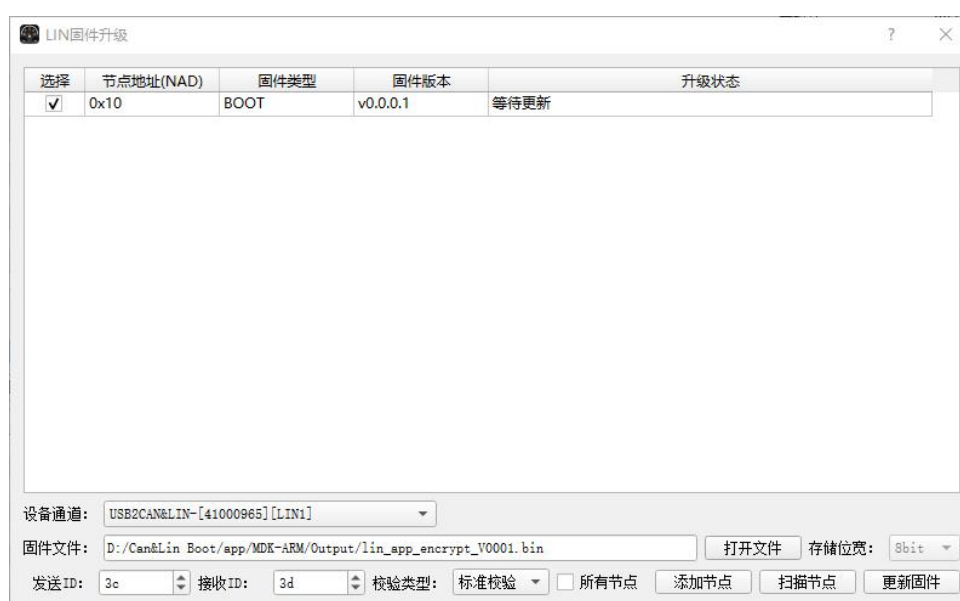 LIN固件升级
选择 节点地址(NAD) 固件类型 固件版本 升级状态
0x10 BOOT v0.0.0.1 等待更新
设备通道: USB2CAN&LIN-[41000965][LIN1]
固件文件: D:/Can&Lin Boot/app/MDK-ARM/Output/lin_app_encrypt_V0001.bin 打开文件 存储位宽: 8bit
发送ID: 3c 接收ID: 3d 校验类型: 标准校验 所有节点 添加节点 扫描节点 更新固件